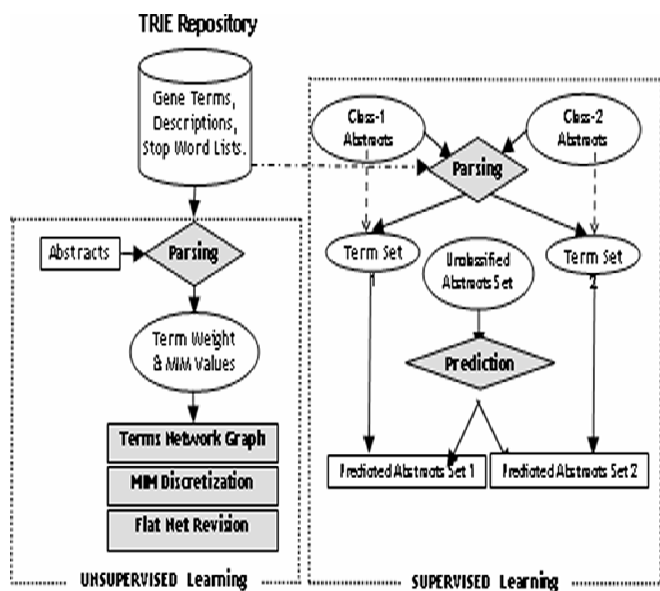 TRIE Repository
Gene Terms,
Descriptions,
Stop Word Lists.
Abstracts
Parsing
Term Weight
& MIM Values
Terms Network Graph
MIM Discretization
Flat Net Revision
UNSUPERVISED Learning
Class-1
Abstracts
Class-2
Abstracts
Parsing
Term Set
1
Unclassified
Abstracts Set
Term Set
2
Prediction
Predicated Abstracts Set 1
Predicated Abstracts Set 2
SUPERVISED Learning